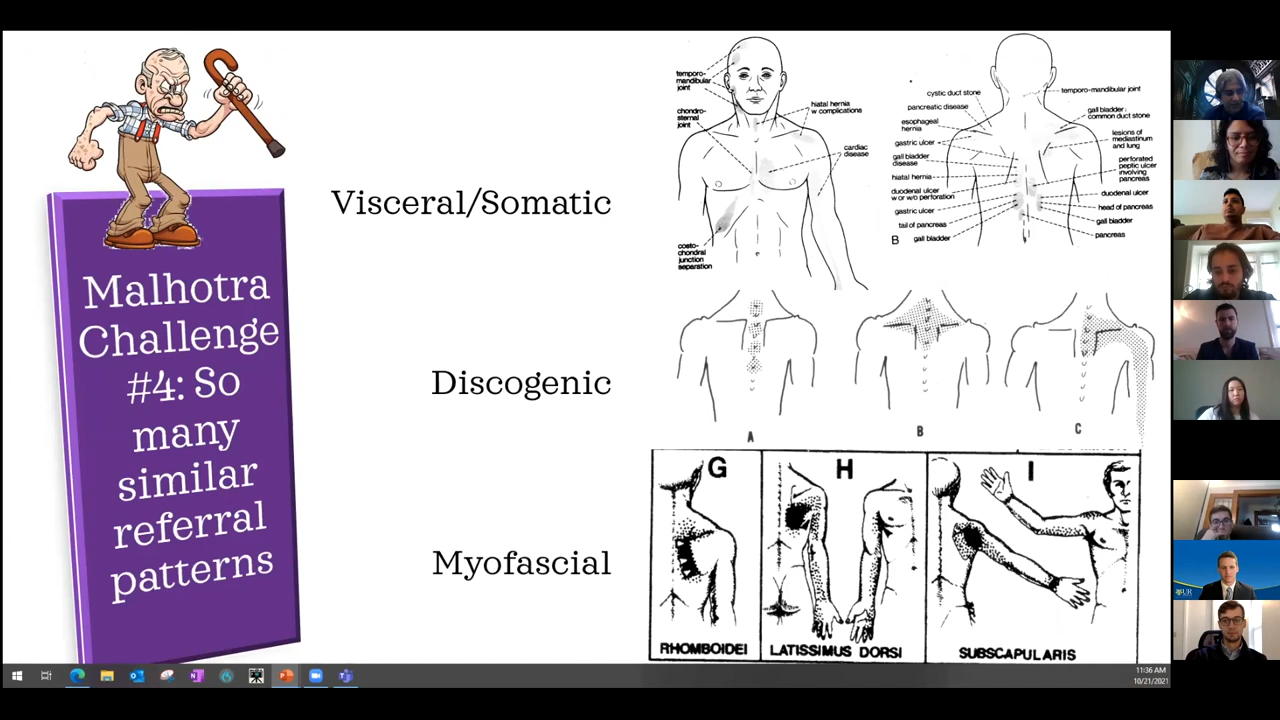 Malhotra
Challenge
#4: So
many
similar
referral
patterns
Visceral/Somatic
Discogenic
Myofascial
temporo-
mandibular
joint
chondro-
sternal
joint
costo-
chondral
junction
separation
hiatal hernia
w complications
cardiac
disease
cystic duct stone
pancreatic disease
esophageal
hernia
gastric ulcer
gall bladder
disease
hiatal hernia
duodenal ulcer
w or w/o perforation
gastric ulcer
tail of pancreas
gall bladder
B
temporo-mandibular joint
gall bladder:
common duct stone
lesions of
mediastinum
and lung
perforated
peptic ulcer
involving
pancreas
duodenal ulcer
head of pancreas
gall bladder
pancreas
A
B
C
G
H
I
RHOMBOIDEI
LATISSIMUS DORSI
SUBSCAPULARIS
11:36 AM
10/21/2021
UR